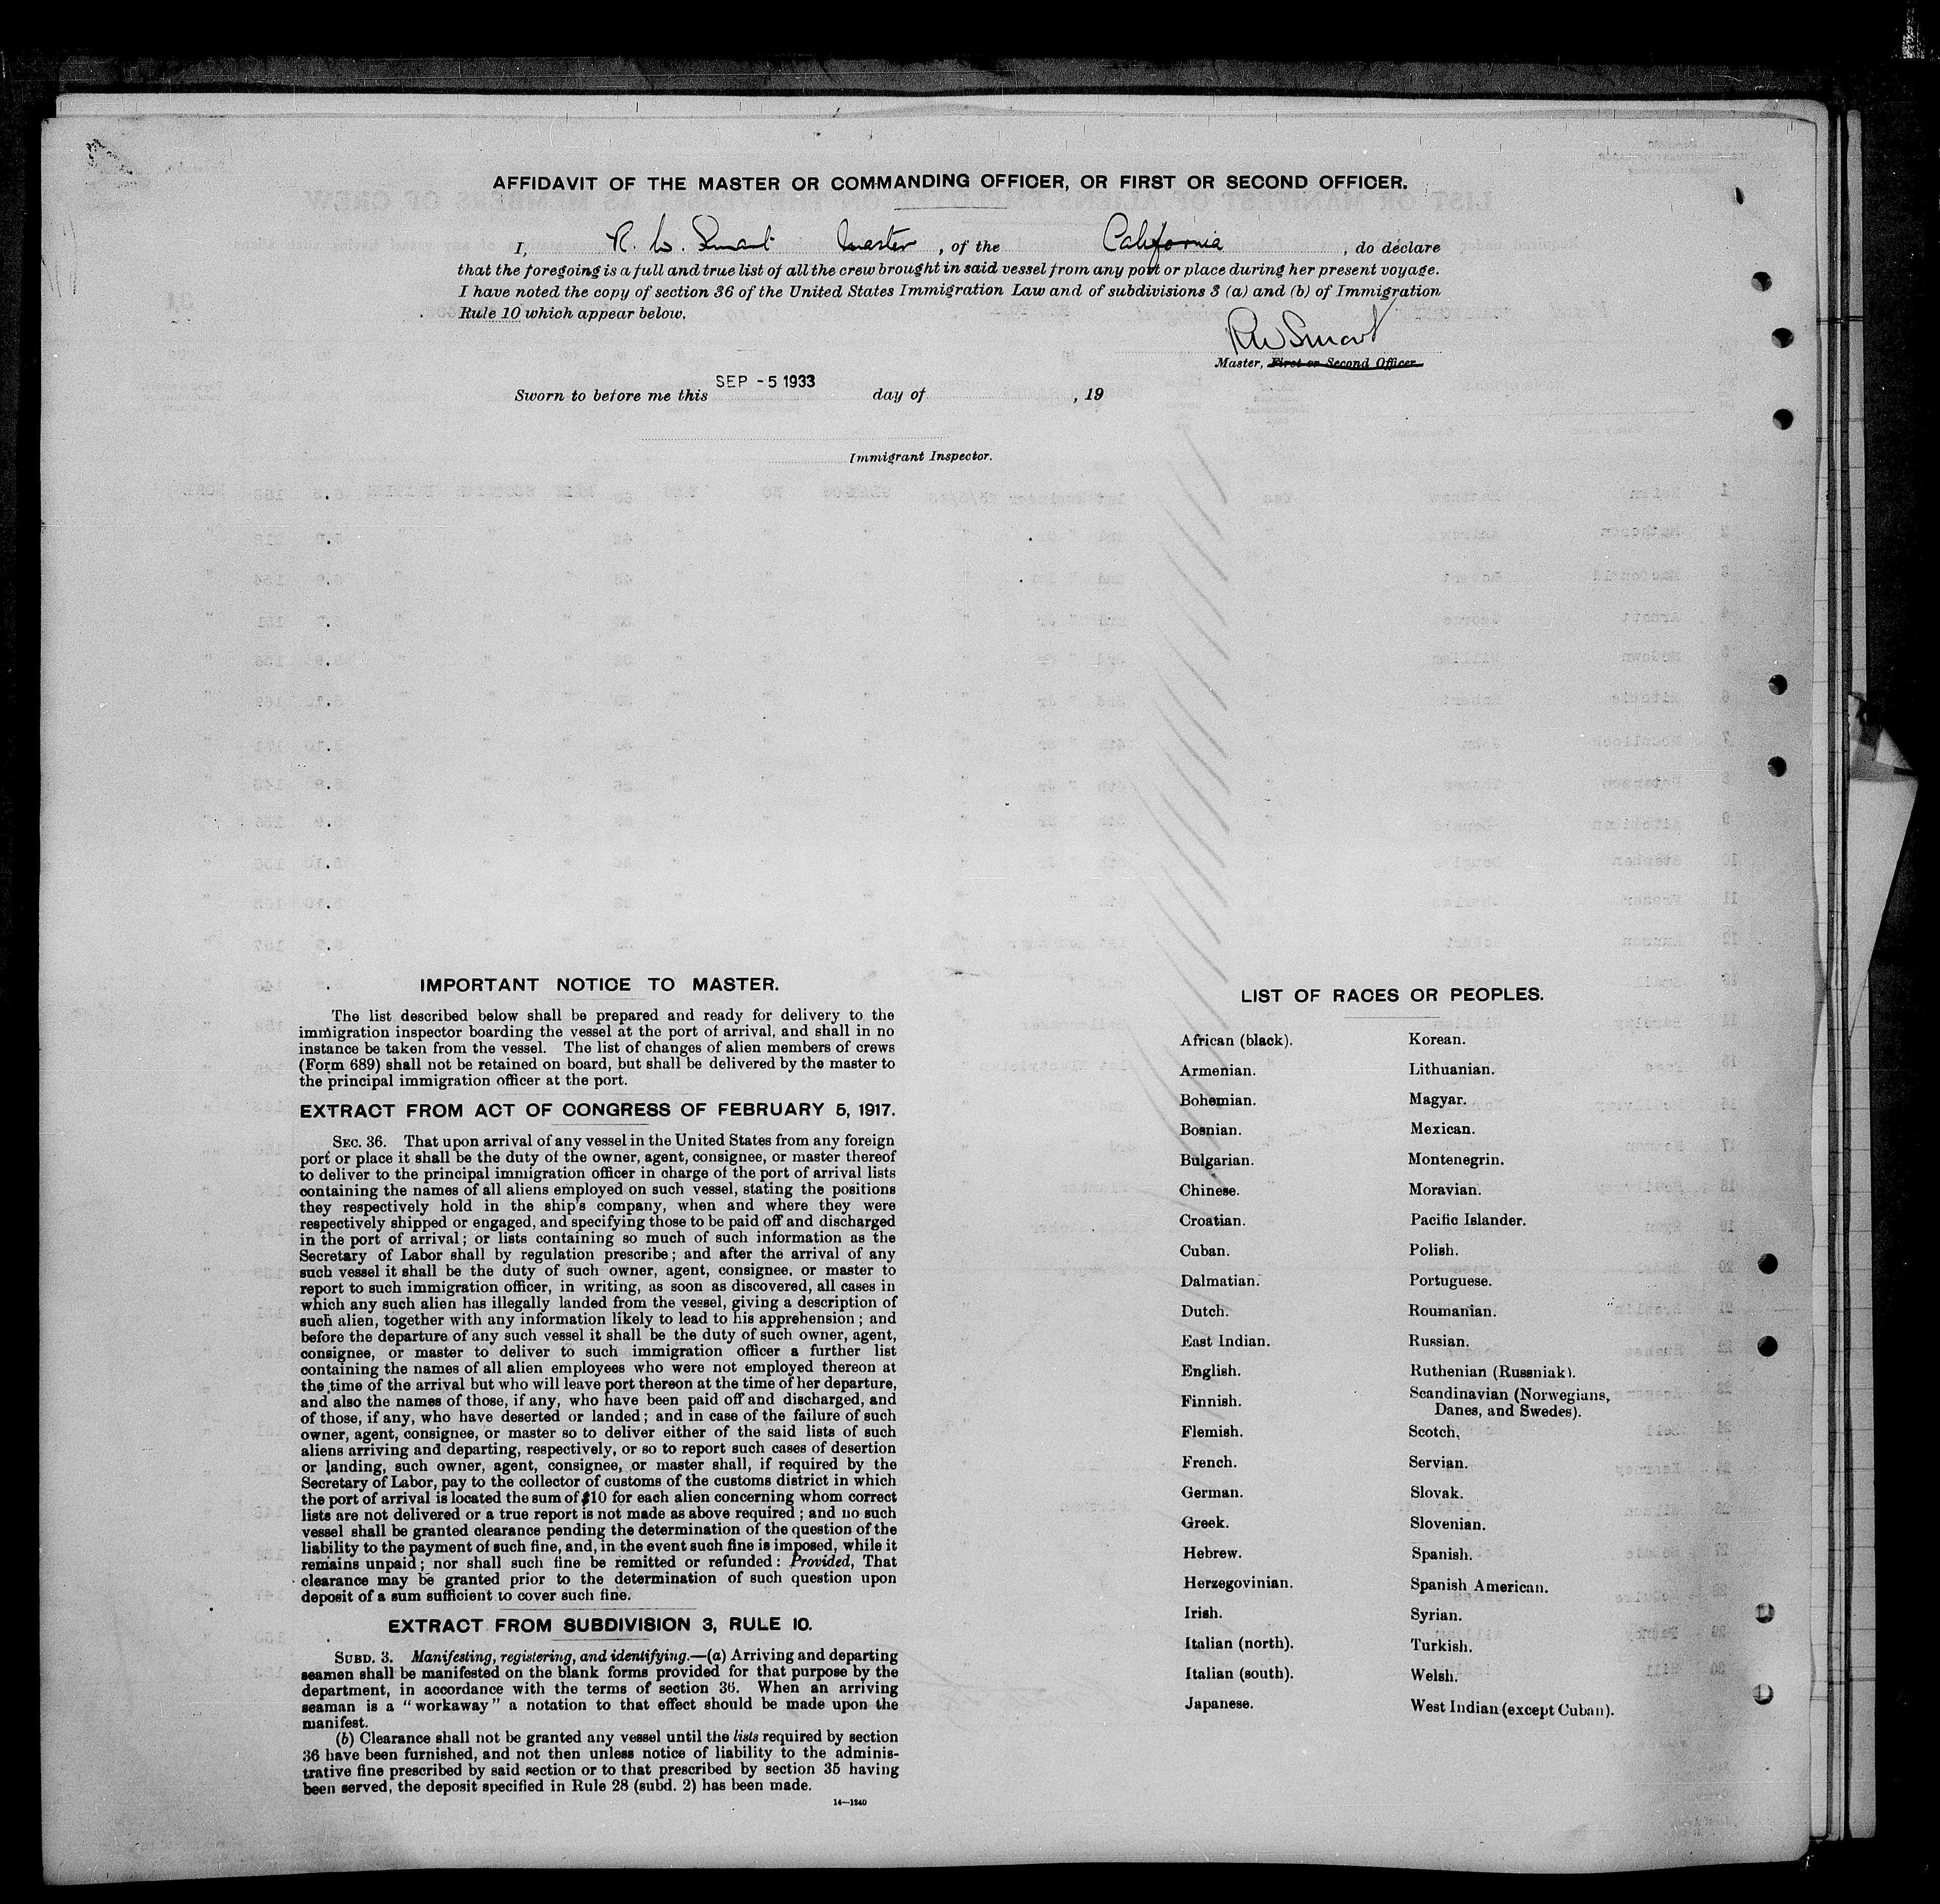 AFFIDAVIT OF THE MASTER OR COMMANDING OFFICER, OR FIRST OR SECOND OFFICER.
I, R. W. Smart Master, of the California, do declare
that the foregoing is a full and true list of all the crew brought in said vessel from any port or place during her present voyage.
I have noted the copy of section 36 of the United States Immigration Law and of subdivisions 3 (a) and (b) of Immigration
Rule 10 which appear below.
RW Smart
Master, First or Second Officer.
SEP - 5 1933
Sworn to before me this day of , 19
Immigrant Inspector.
IMPORTANT NOTICE TO MASTER.
The list described below shall be prepared and ready for delivery to the
immigration inspector boarding the vessel at the port of arrival, and shall in no
instance be taken from the vessel. The list of changes of alien members of crews
(Form 689) shall not be retained on board, but shall be delivered by the master to
the principal immigration officer at the port.
EXTRACT FROM ACT OF CONGRESS OF FEBRUARY 5, 1917.
SEC. 36. That upon arrival of any vessel in the United States from any foreign
port or place it shall be the duty of the owner, agent, consignee, or master thereof
to deliver to the principal immigration officer in charge of the port of arrival lists
containing the names of all aliens employed on such vessel, stating the positions
they respectively hold in the ship's company, when and where they were
respectively shipped or engaged, and specifying those to be paid off and discharged
in the port of arrival; or lists containing so much of such information as the
Secretary of Labor shall by regulation prescribe; and after the arrival of any
such vessel it shall be the duty of such owner, agent, consignee, or master to
report to such immigration officer, in writing, as soon as discovered, all cases in
which any such alien has illegally landed from the vessel, giving a description of
such alien, together with any information likely to lead to his apprehension; and
before the departure of any such vessel it shall be the duty of such owner, agent,
consignee, or master to deliver to such immigration officer a further list
containing the names of all alien employees who were not employed thereon at
the time of the arrival but who will leave port thereon at the time of her departure,
and also the names of those, if any, who have been paid off and discharged, and
of those, if any, who have deserted or landed; and in case of the failure of such
owner, agent, consignee, or master so to deliver either of the said lists of such
aliens arriving and departing, respectively, or so to report such cases of desertion
or landing, such owner, agent, consignee, or master shall, if required by the
Secretary of Labor, pay to the collector of customs of the customs district in which
the port of arrival is located the sum of $10 for each alien concerning whom correct
lists are not delivered or a true report is not made as above required; and no such
vessel shall be granted clearance pending the determination of the question of the
liability to the payment of such fine, and, in the event such fine is imposed, while it
remains unpaid; nor shall such fine be remitted or refunded: Provided, That
clearance may be granted prior to the determination of such question upon
deposit of a sum sufficient to cover such fine.
EXTRACT FROM SUBDIVISION 3, RULE 10.
SUBD. 3. Manifesting, registering, and identifying.—(a) Arriving and departing
seamen shall be manifested on the blank forms provided for that purpose by the
department, in accordance with the terms of section 36. When an arriving
seaman is a "workaway" a notation to that effect should be made upon the
manifest.
(b) Clearance shall not be granted any vessel until the lists required by section
36 have been furnished, and not then unless notice of liability to the adminis-
trative fine prescribed by said section or to that prescribed by section 35 having
been served, the deposit specified in Rule 28 (subd. 2) has been made.
14—1240
LIST OF RACES OR PEOPLES.
African (black).
Armenian.
Bohemian.
Bosnian.
Bulgarian.
Chinese.
Croatian.
Cuban.
Dalmatian.
Dutch.
East Indian.
English.
Finnish.
Flemish.
French.
German.
Greek.
Hebrew.
Herzegovinian.
Irish.
Italian (north).
Italian (south).
Japanese.
Korean.
Lithuanian.
Magyar.
Mexican.
Montenegrin.
Moravian.
Pacific Islander.
Polish.
Portuguese.
Roumanian.
Russian.
Ruthenian (Russniak).
Scandinavian (Norwegians,
Danes, and Swedes).
Scotch.
Servian.
Slovak.
Slovenian.
Spanish.
Spanish American.
Syrian.
Turkish.
Welsh.
West Indian (except Cuban).